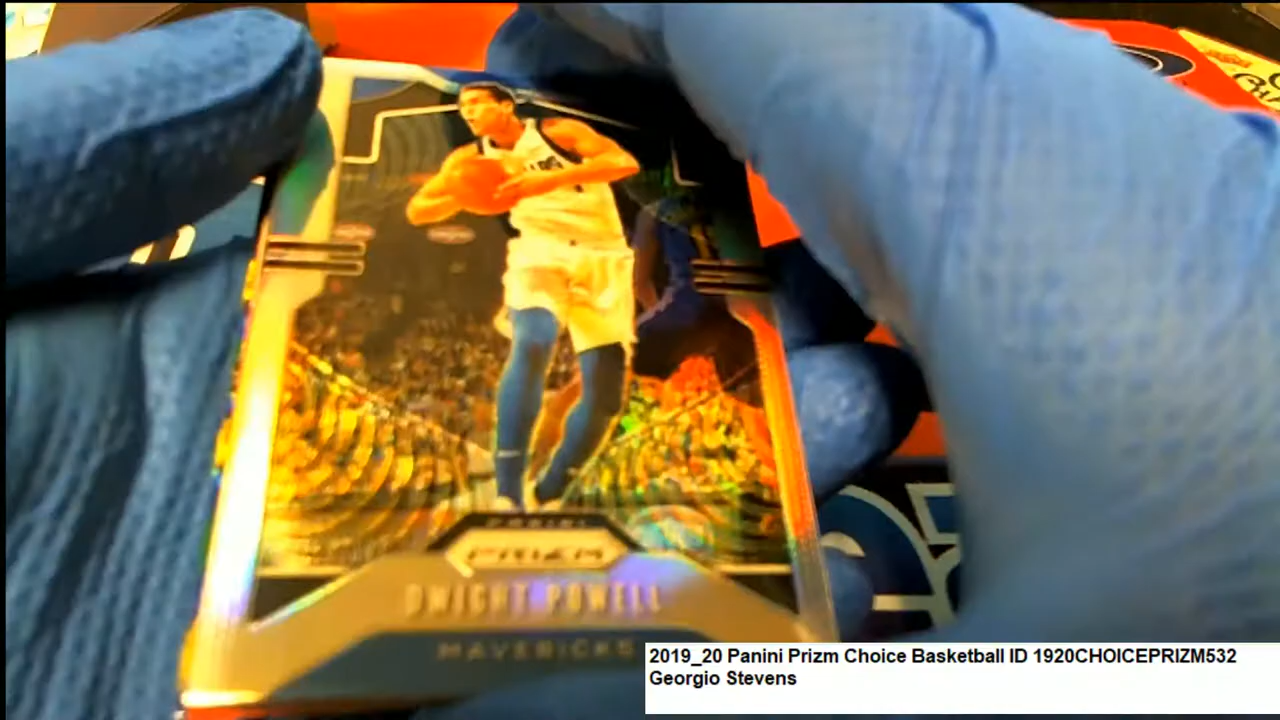 PANINI
PRIZM
DWIGHT POWELL
MAVERICKS
2019_20 Panini Prizm Choice Basketball ID 1920CHOICEPRIZM532
Georgio Stevens